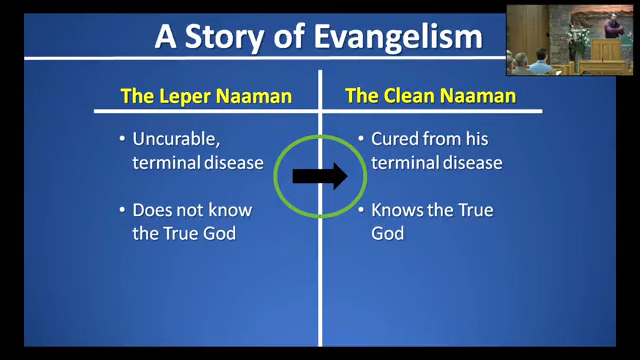 A Story of Evangelism
The Leper Naaman
The Clean Naaman
• Uncurable,
terminal disease
• Cured from his
terminal disease
• Does not know
the True God
• Knows the True
God